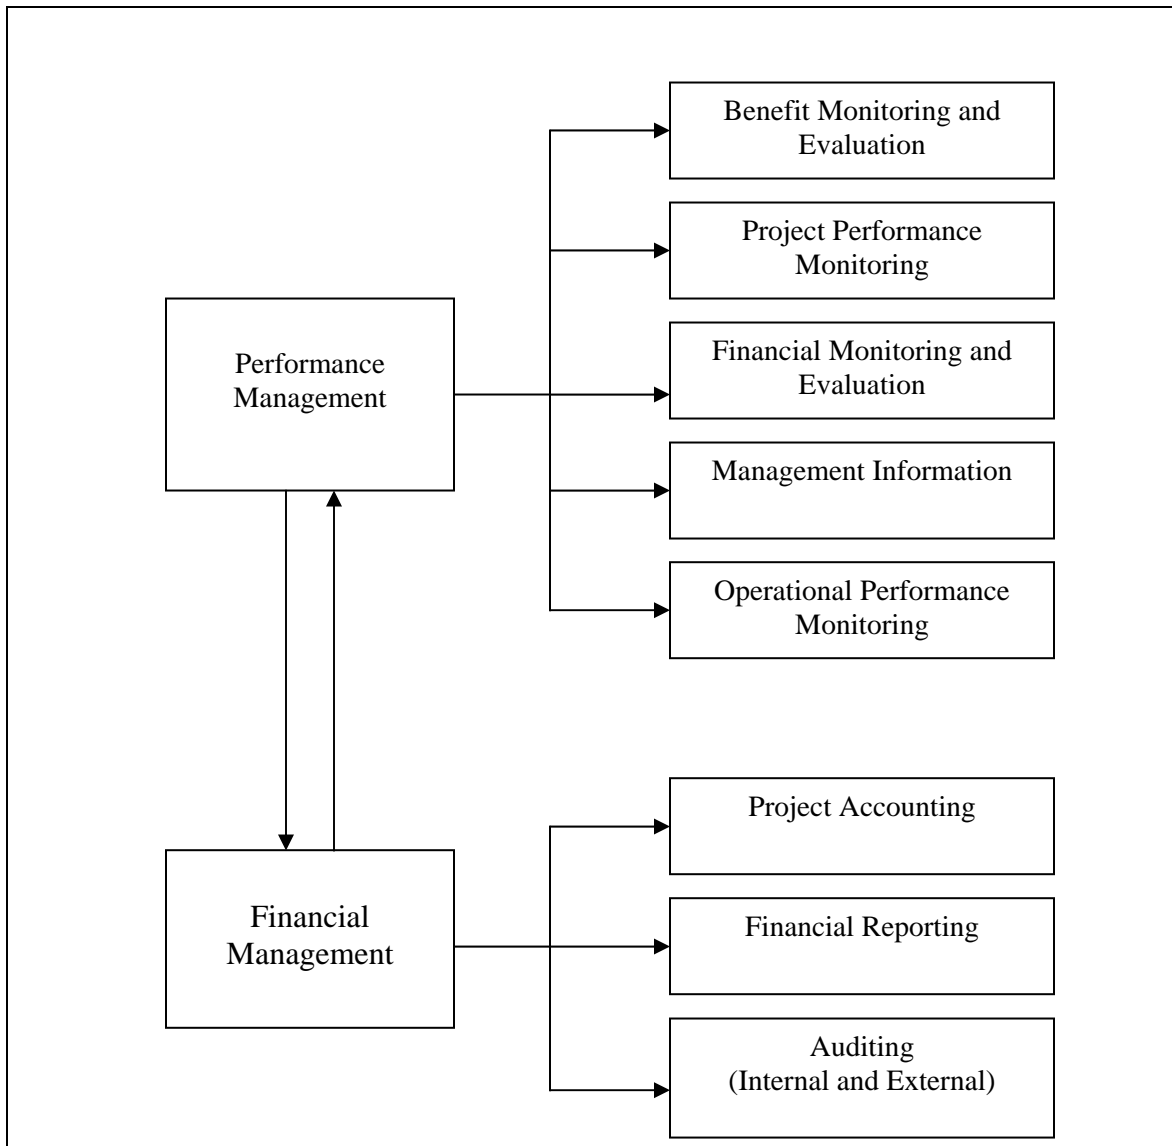 Benefit Monitoring and
Evaluation
Project Performance
Monitoring
Performance
Management
Financial Monitoring and
Evaluation
Management Information
Operational Performance
Monitoring
Project Accounting
Financial
Management
Financial Reporting
Auditing
(Internal and External)